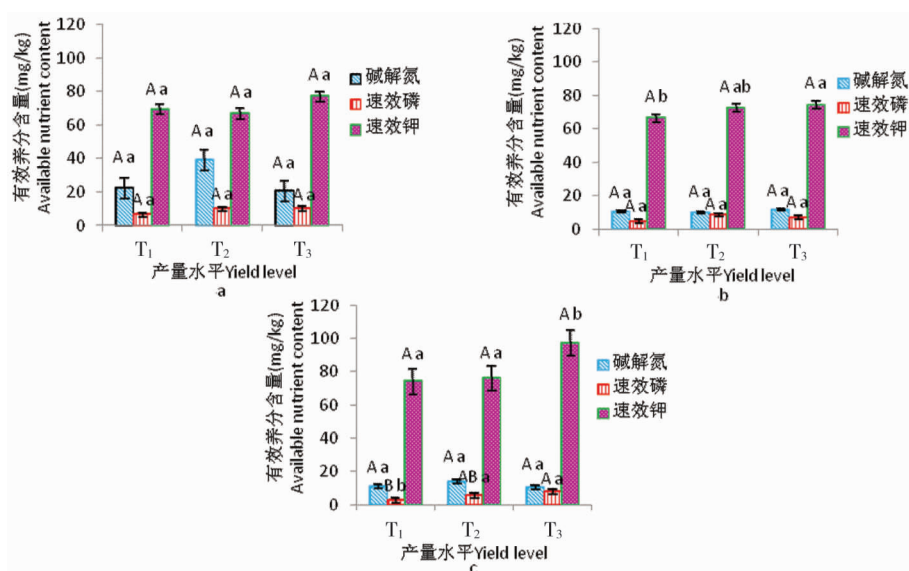 有效养分含量(mg/kg)
Available nutrient content
120
100
80
60
40
20
0
A a
A a
A a
A a
A a
A a
A a
A a
A a
碱解氮
速效磷
速效钾
T1
T2
T3
产量水平Yield level
a
有效养分含量(mg/kg)
Available nutrient content
120
100
80
60
40
20
0
A a
A a
A b
A a
A a
A ab
A a
A a
A a
碱解氮
速效磷
速效钾
T1
T2
T3
产量水平Yield level
b
有效养分含量(mg/kg)
Available nutrient content
120
100
80
60
40
20
0
A a
B b
A a
A a
AB a
A a
A a
A a
A b
碱解氮
速效磷
速效钾
T1
T2
T3
产量水平Yield level
c